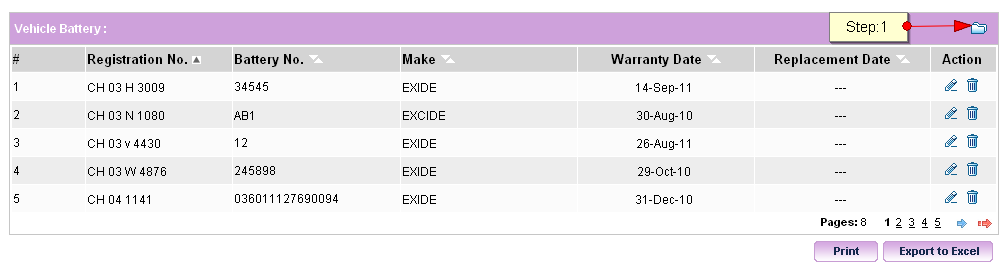 Vehicle Battery : Step:1
# Registration No. Battery No. Make Warranty Date Replacement Date Action
1 CH 03 H 3009 34545 EXIDE 14-Sep-11 ---
2 CH 03 N 1080 AB1 EXCIDE 30-Aug-10 ---
3 CH 03 v 4430 12 EXIDE 26-Aug-11 ---
4 CH 03 W 4876 245898 EXIDE 29-Oct-10 ---
5 CH 04 1141 036011127690094 EXIDE 31-Dec-10 ---
Pages: 8 1 2 3 4 5
Print Export to Excel